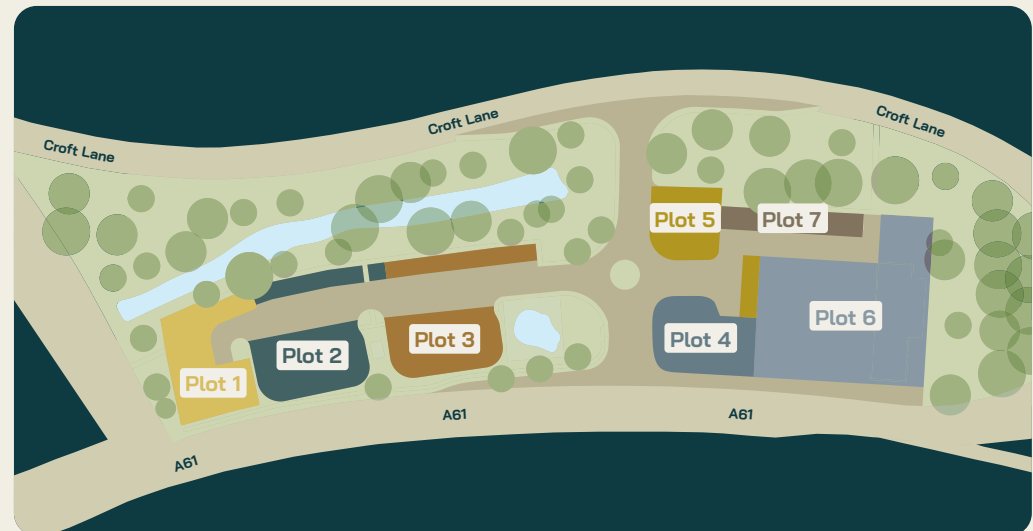 Croft Lane
Croft Lane
Croft Lane
Plot 5
Plot 7
Plot 6
Plot 4
Plot 3
Plot 2
Plot 1
A61
A61
A61